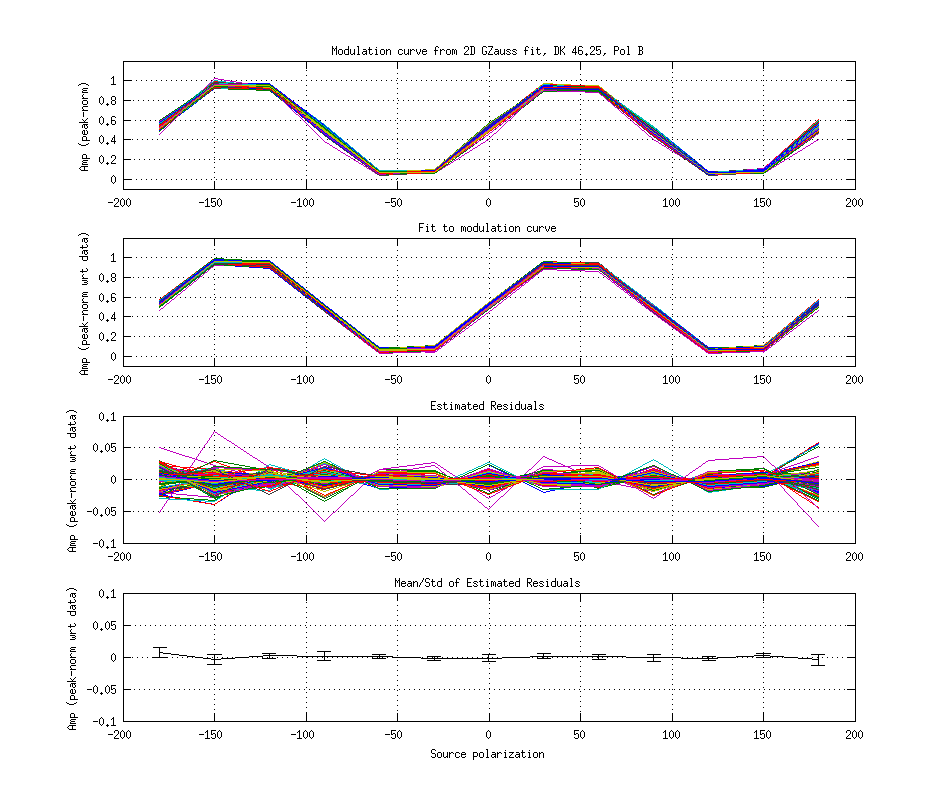 Modulation curve from 2D GZauss fit, DK 46.25, Pol B
Amp (peak-norm)
1
0.8
0.6
0.4
0.2
0
-200 -150 -100 -50 0 50 100 150 200
Fit to modulation curve
Amp (peak-norm wrt data)
1
0.8
0.6
0.4
0.2
0
-200 -150 -100 -50 0 50 100 150 200
Estimated Residuals
Amp (peak-norm wrt data)
0.1
0.05
0
-0.05
-0.1
-200 -150 -100 -50 0 50 100 150 200
Mean/Std of Estimated Residuals
Amp (peak-norm wrt data)
0.1
0.05
0
-0.05
-0.1
-200 -150 -100 -50 0 50 100 150 200
Source polarization